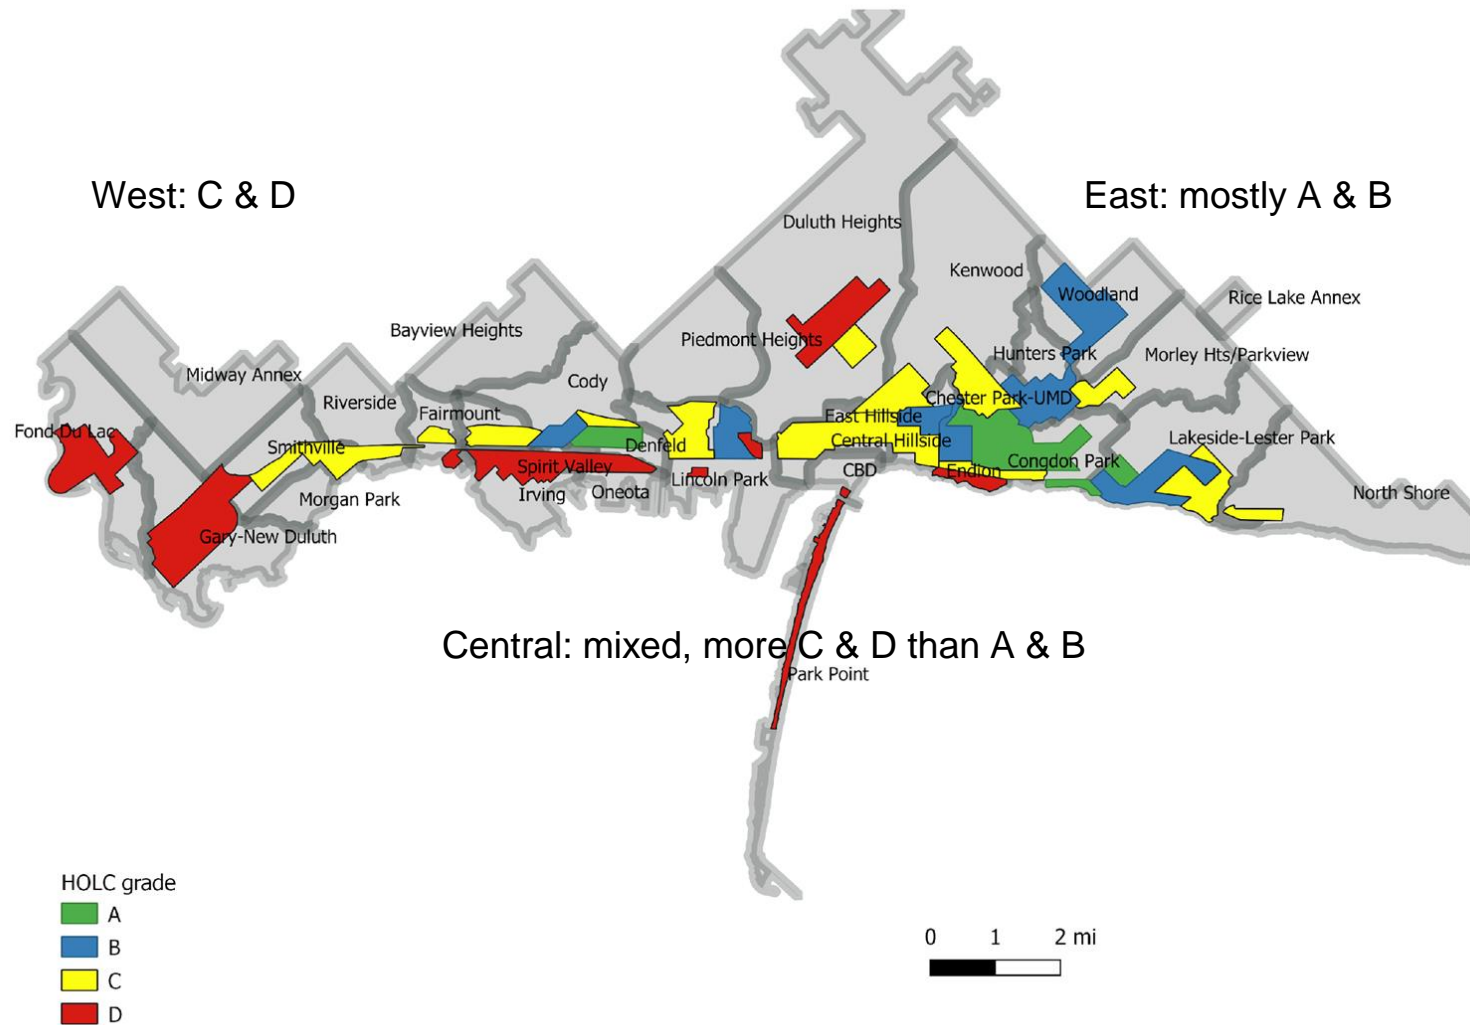 West: C & D
East: mostly A & B
Duluth Heights
Kenwood
Woodland
Rice Lake Annex
Bayview Heights
Piedmont Heights
Hunters Park
Morley Hts/Parkview
Midway Annex
Cody
Riverside
Chester Park-UMD
Fairmount
East Hillside
Fond Du Lac
Smithville
Denfeld
Central Hillside
Lakeside-Lester Park
Spirit Valley
CBD
Endion
Congdon Park
Lincoln Park
Irving
Oneota
North Shore
Morgan Park
Gary-New Duluth
Central: mixed, more C & D than A & B
Park Point
HOLC grade
A
B
C
D
0 1 2 mi